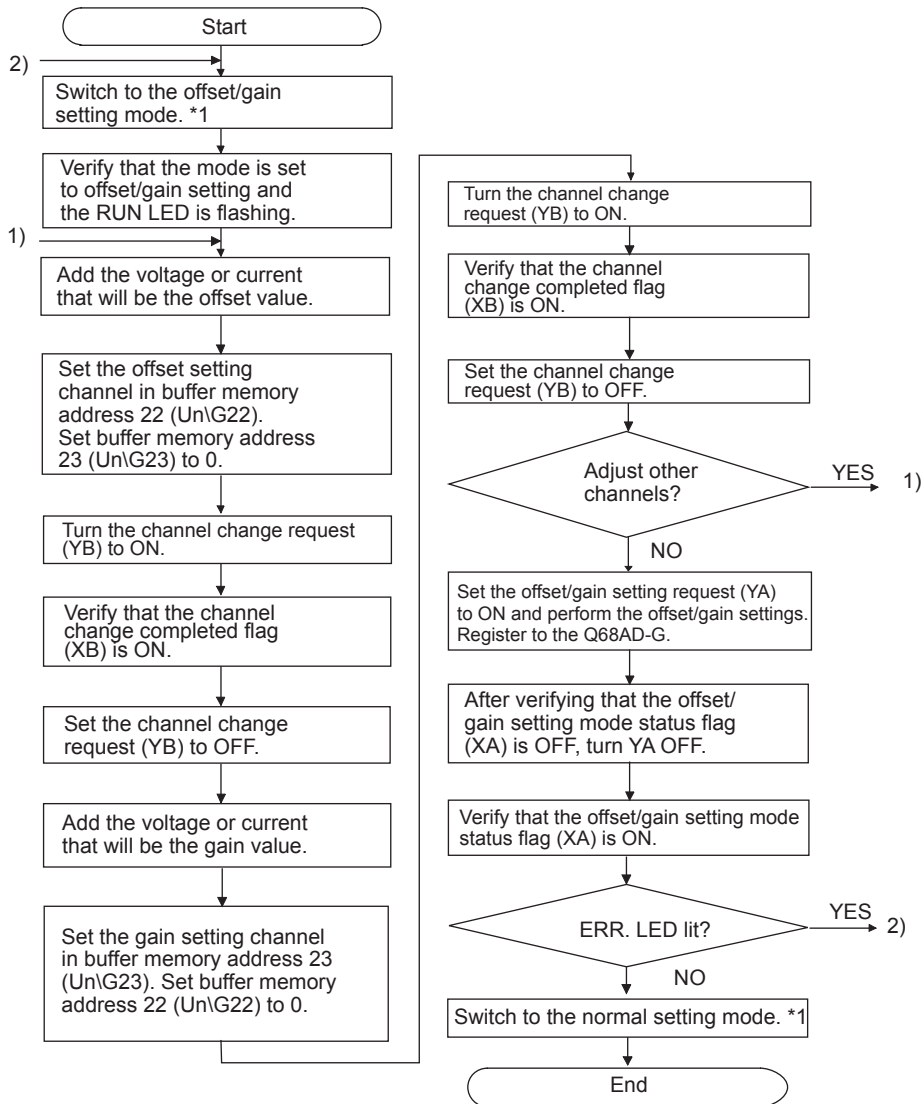 Start
2)
Switch to the offset/gain
setting mode. *1
Verify that the mode is set
to offset/gain setting and
the RUN LED is flashing.
1)
Add the voltage or current
that will be the offset value.
Set the offset setting
channel in buffer memory
address 22 (Un\G22).
Set buffer memory address
23 (Un\G23) to 0.
Turn the channel change request
(YB) to ON.
Verify that the channel
change completed flag
(XB) is ON.
Set the channel change
request (YB) to OFF.
Add the voltage or current
that will be the gain value.
Set the gain setting channel
in buffer memory address 23
(Un\G23). Set buffer memory
address 22 (Un\G22) to 0.
Turn the channel change
request (YB) to ON.
Verify that the channel
change completed flag
(XB) is ON.
Set the channel change
request (YB) to OFF.
Adjust other
channels?
YES
1)
NO
Set the offset/gain setting request (YA)
to ON and perform the offset/gain settings.
Register to the Q68AD-G.
After verifying that the offset/
gain setting mode status flag
(XA) is OFF, turn YA OFF.
Verify that the offset/gain setting mode
status flag (XA) is ON.
ERR. LED lit?
YES
2)
NO
Switch to the normal setting mode. *1
End